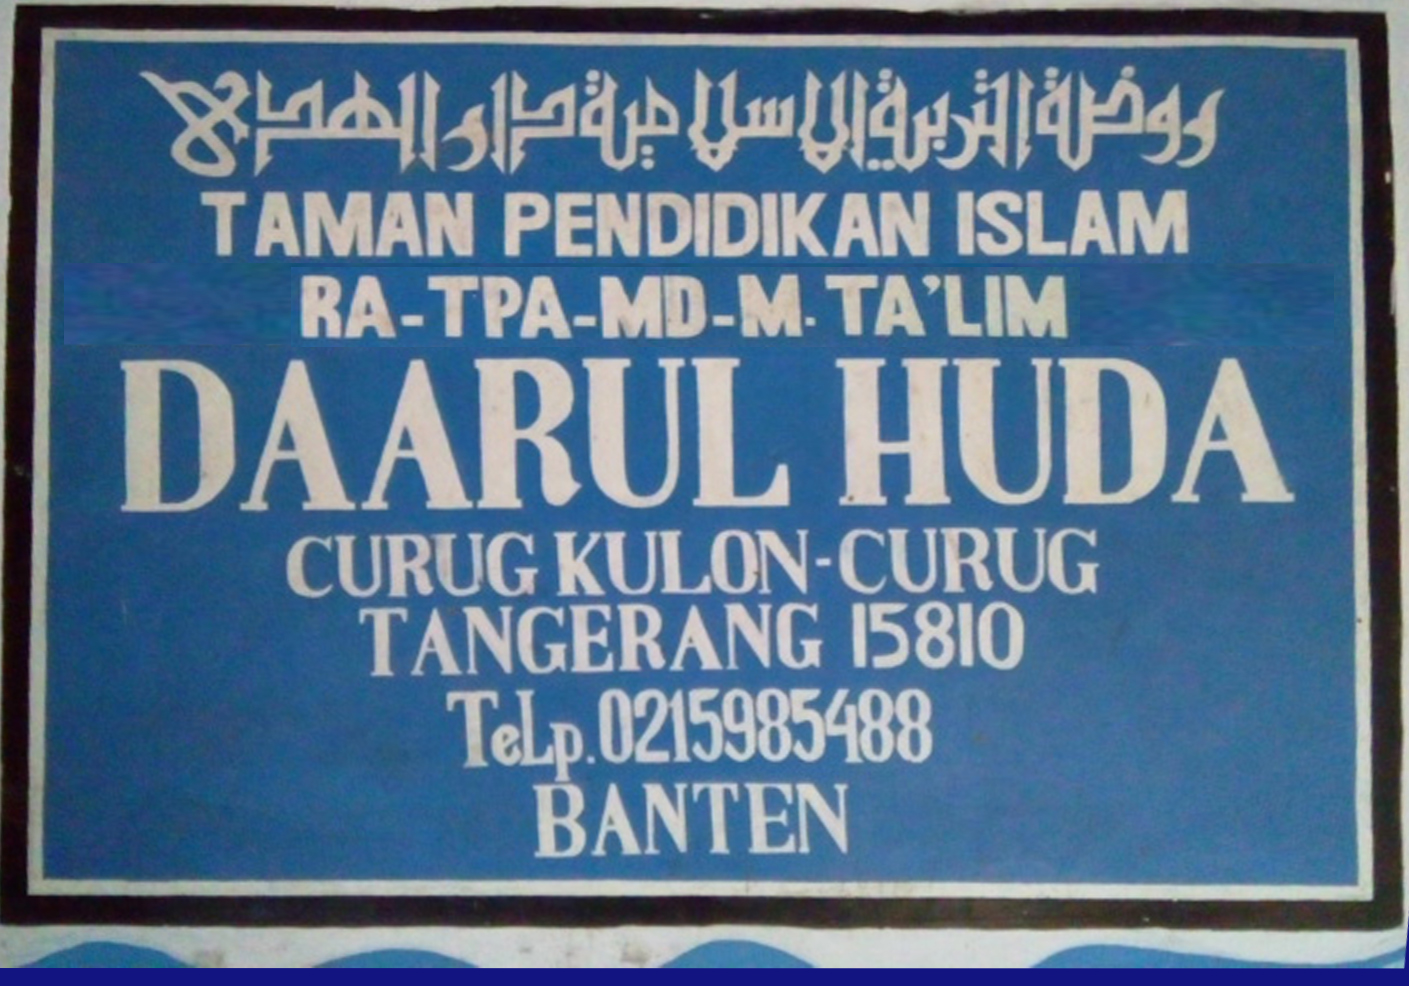 روضة التربية الاسلامية دار الهدى
TAMAN PENDIDIKAN ISLAM
RA-TPA-MD-M. TA'LIM
DAARUL HUDA
CURUG KULON-CURUG
TANGERANG 15810
TeLp.0215985488
BANTEN